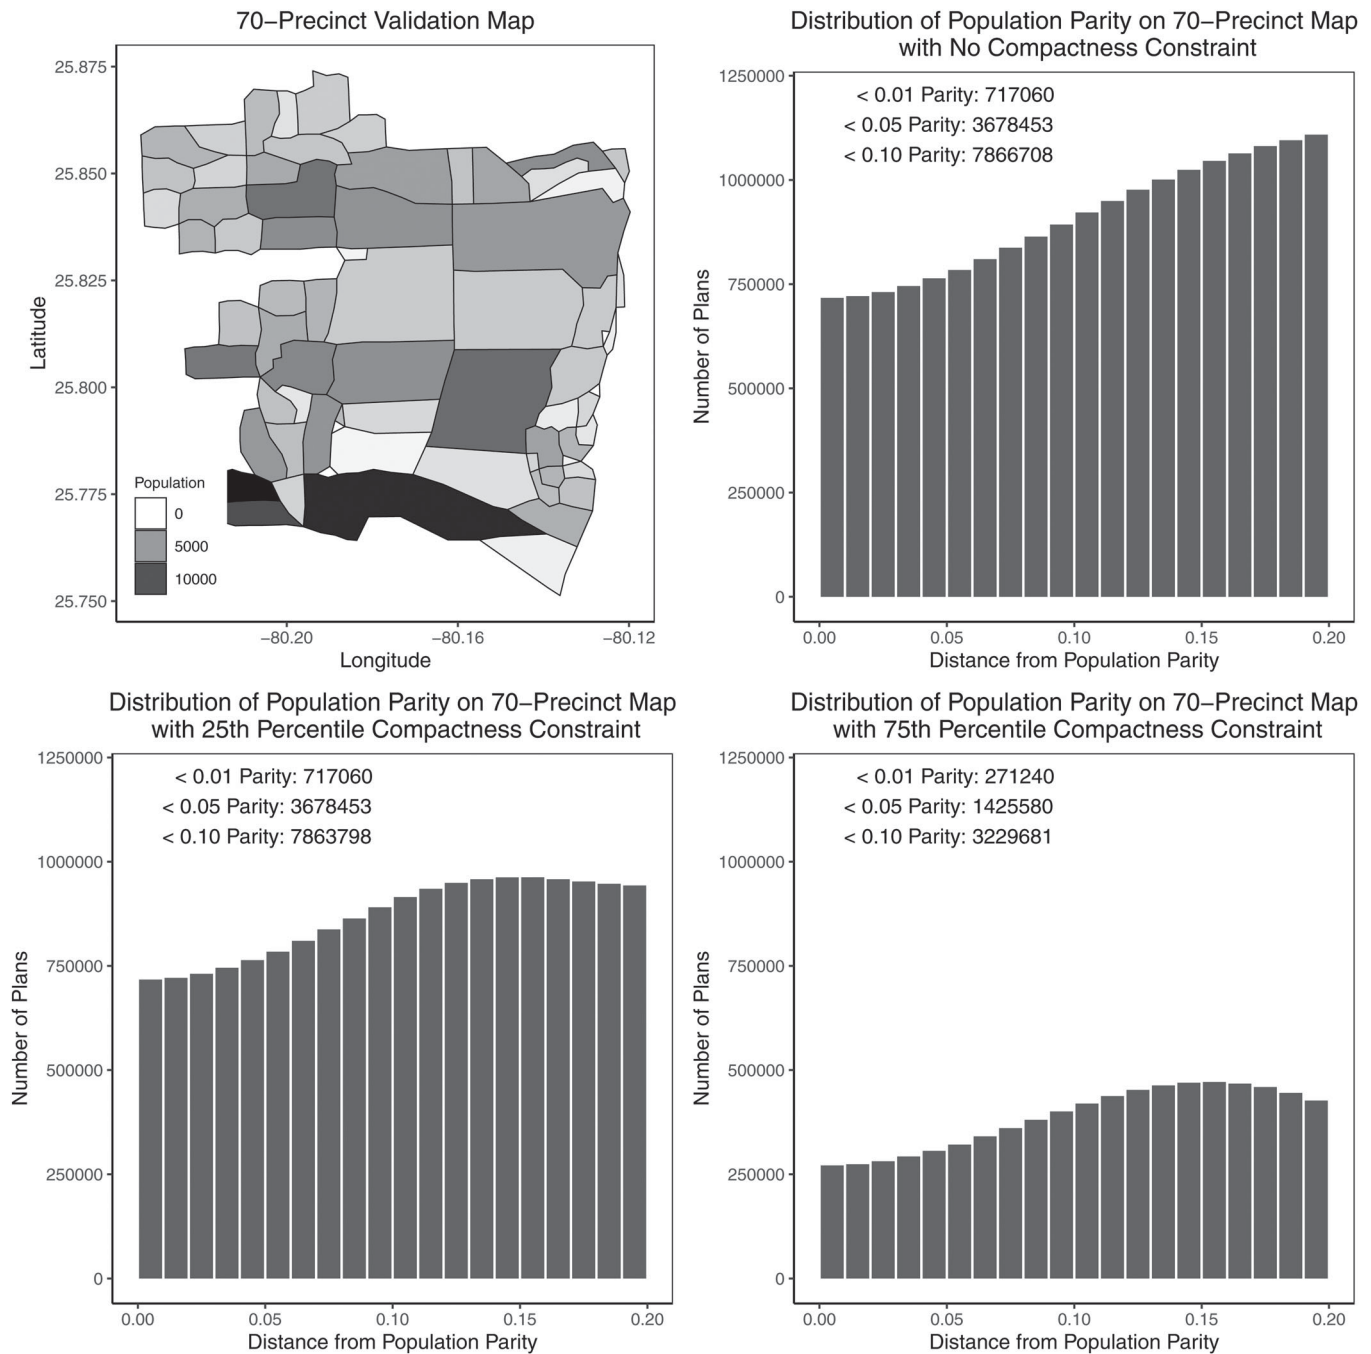 70−Precinct Validation Map
25.875
25.850
25.825
25.800
25.775
25.750
Latitude
Population
0
5000
10000
−80.20
−80.16
−80.12
Longitude
Distribution of Population Parity on 70−Precinct Map
with No Compactness Constraint
< 0.01 Parity: 717060
< 0.05 Parity: 3678453
< 0.10 Parity: 7866708
1250000
1000000
750000
500000
250000
0
Number of Plans
0.00
0.05
0.10
0.15
0.20
Distance from Population Parity
Distribution of Population Parity on 70−Precinct Map
with 25th Percentile Compactness Constraint
< 0.01 Parity: 717060
< 0.05 Parity: 3678453
< 0.10 Parity: 7863798
1250000
1000000
750000
500000
250000
0
Number of Plans
0.00
0.05
0.10
0.15
0.20
Distance from Population Parity
Distribution of Population Parity on 70−Precinct Map
with 75th Percentile Compactness Constraint
< 0.01 Parity: 271240
< 0.05 Parity: 1425580
< 0.10 Parity: 3229681
1250000
1000000
750000
500000
250000
0
Number of Plans
0.00
0.05
0.10
0.15
0.20
Distance from Population Parity